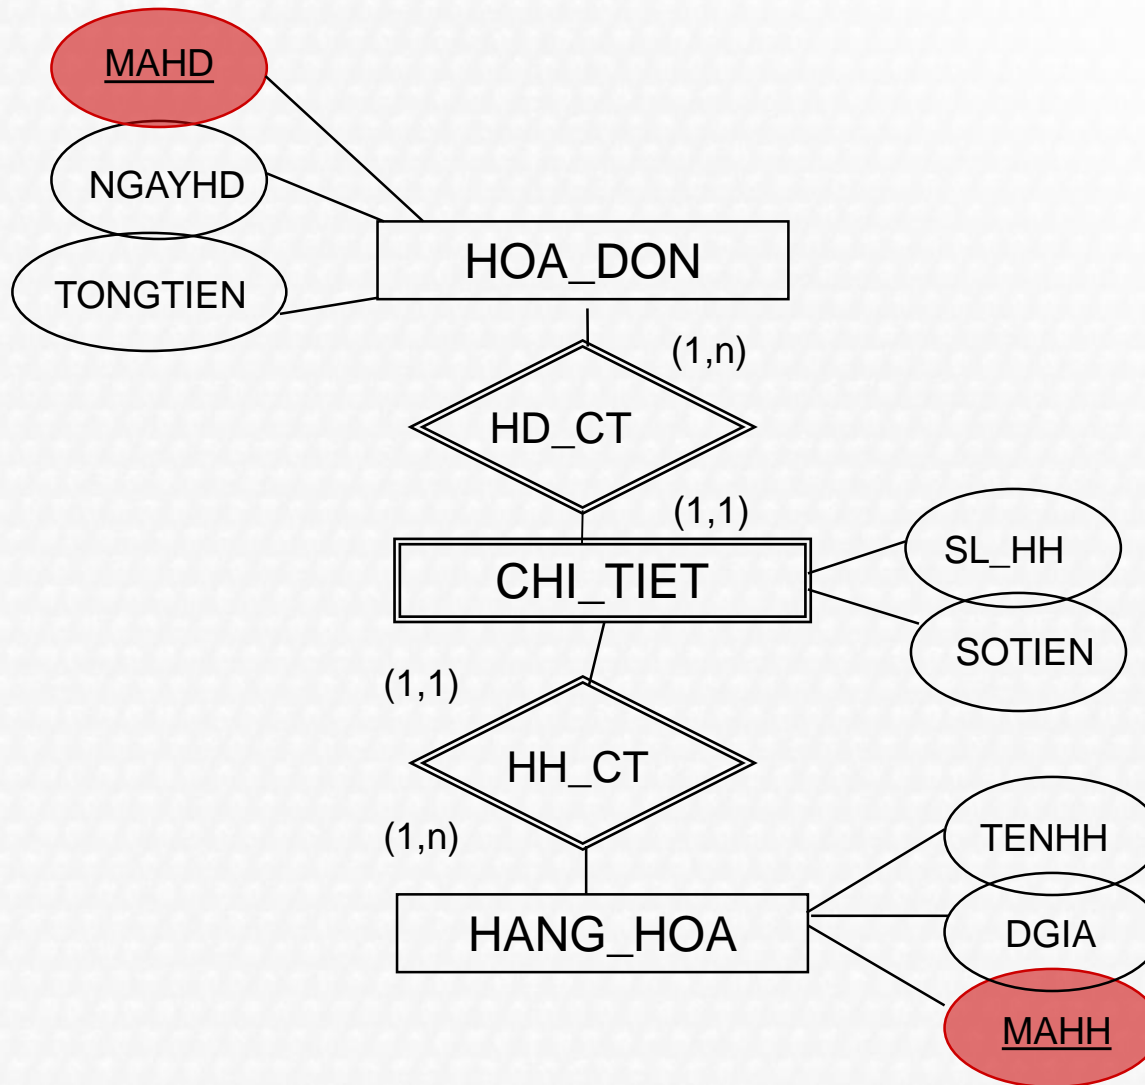 MAHD
NGAYHD
TONGTIEN
HOA_DON
(1,n)
HD_CT
(1,1)
CHI_TIET
SL_HH
SOTIEN
(1,1)
HH_CT
(1,n)
HANG_HOA
TENHH
DGIA
MAHH